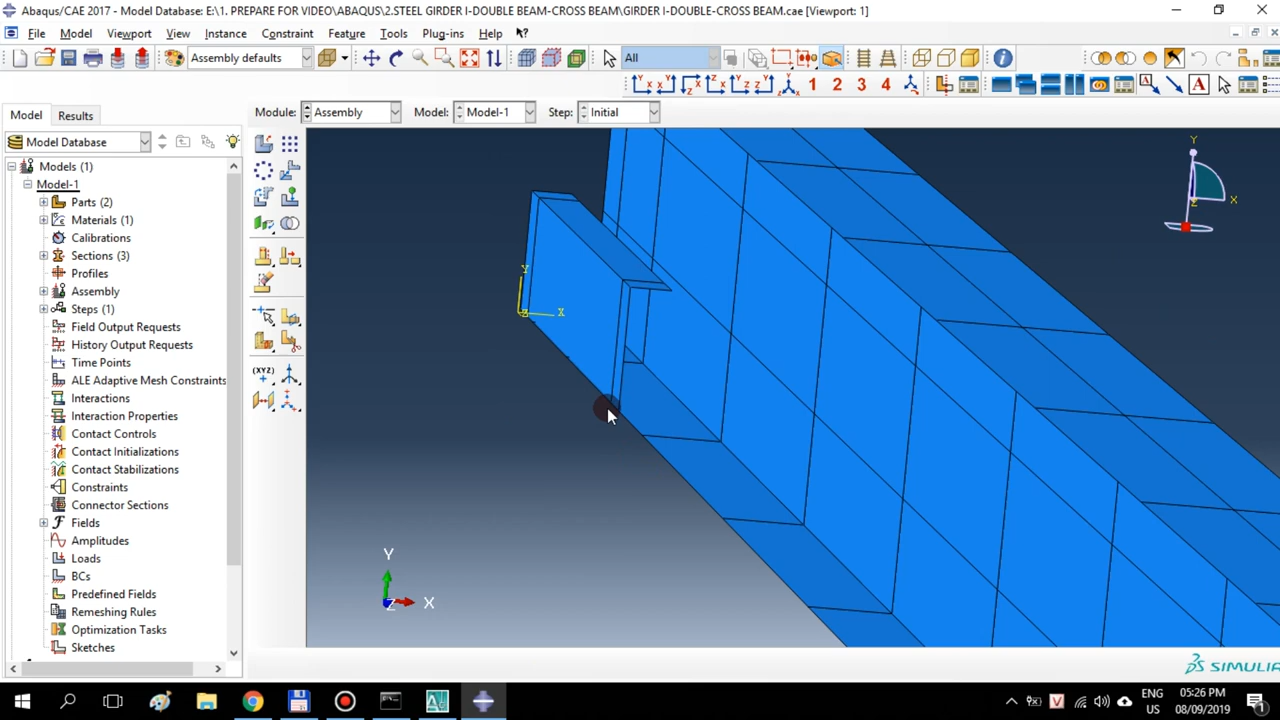 Abaqus/CAE 2017 - Model Database: E:\1. PREPARE FOR VIDEO\ABAQUS\2.STEEL GIRDER I-DOUBLE BEAM-CROSS BEAM\GIRDER I-DOUBLE-CROSS BEAM.cae [Viewport: 1]
File Model Viewport View Instance Constraint Feature Tools Plug-ins Help
Assembly defaults All
1 2 3 4 A
Model Results Module: Assembly Model: Model-1 Step: Initial
Model Database
Models (1)
Model-1
Parts (2)
Materials (1)
Calibrations
Sections (3)
Profiles
Assembly
Steps (1)
Field Output Requests
History Output Requests
Time Points
ALE Adaptive Mesh Constraints
Interactions
Interaction Properties
Contact Controls
Contact Initializations
Contact Stabilizations
Constraints
Connector Sections
Fields
Amplitudes
Loads
BCs
Predefined Fields
Remeshing Rules
Optimization Tasks
Sketches
(XYZ)
Y
X
Z
Y
X
Z
Y
X
Z
SIMULIA
ENG
US
05:26 PM
08/09/2019
1